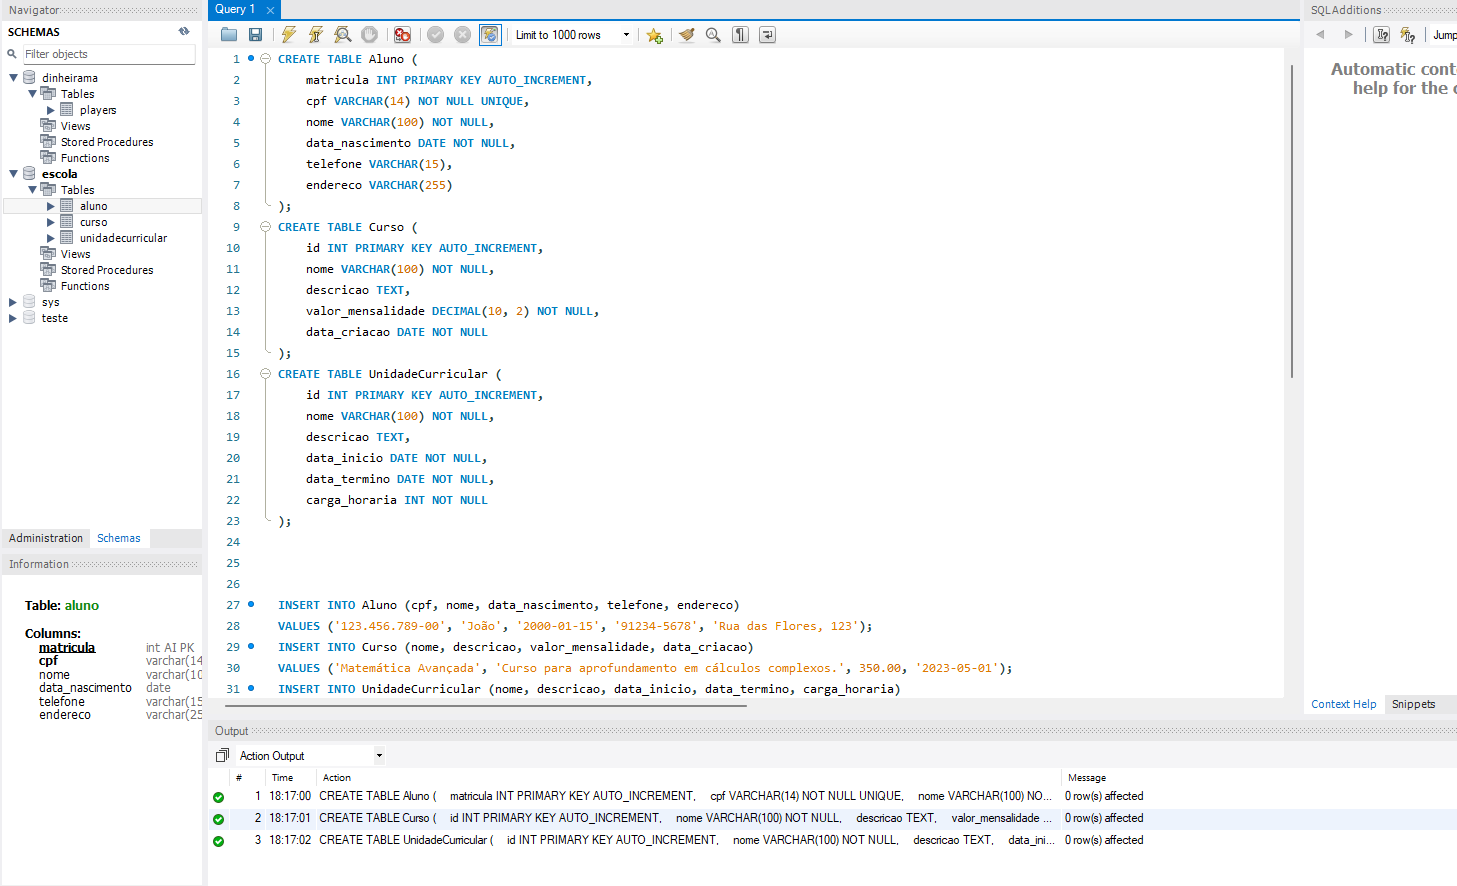 Navigator
SCHEMAS
Filter objects
dinheirama
Tables
players
Views
Stored Procedures
Functions
escola
Tables
aluno
curso
unidadecurricular
Views
Stored Procedures
Functions
sys
teste
Administration Schemas
Information
Table: aluno
Columns:
matricula int AI PK
cpf varchar(14
nome varchar(10
data_nascimento date
telefone varchar(15
endereco varchar(25
Query 1
Limit to 1000 rows
1 CREATE TABLE Aluno (
2 matricula INT PRIMARY KEY AUTO_INCREMENT,
3 cpf VARCHAR(14) NOT NULL UNIQUE,
4 nome VARCHAR(100) NOT NULL,
5 data_nascimento DATE NOT NULL,
6 telefone VARCHAR(15),
7 endereco VARCHAR(255)
8 );
9 CREATE TABLE Curso (
10 id INT PRIMARY KEY AUTO_INCREMENT,
11 nome VARCHAR(100) NOT NULL,
12 descricao TEXT,
13 valor_mensalidade DECIMAL(10, 2) NOT NULL,
14 data_criacao DATE NOT NULL
15 );
16 CREATE TABLE UnidadeCurricular (
17 id INT PRIMARY KEY AUTO_INCREMENT,
18 nome VARCHAR(100) NOT NULL,
19 descricao TEXT,
20 data_inicio DATE NOT NULL,
21 data_termino DATE NOT NULL,
22 carga_horaria INT NOT NULL
23 );
24
25
26
27 INSERT INTO Aluno (cpf, nome, data_nascimento, telefone, endereco)
28 VALUES ('123.456.789-00', 'João', '2000-01-15', '91234-5678', 'Rua das Flores, 123');
29 INSERT INTO Curso (nome, descricao, valor_mensalidade, data_criacao)
30 VALUES ('Matemática Avançada', 'Curso para aprofundamento em cálculos complexos.', 350.00, '2023-05-01');
31 INSERT INTO UnidadeCurricular (nome, descricao, data_inicio, data_termino, carga_horaria)
SQLAdditions
Jump
Automatic cont
help for the c
Context Help Snippets
Output
Action Output
# Time Action Message
1 18:17:00 CREATE TABLE Aluno ( matricula INT PRIMARY KEY AUTO_INCREMENT, cpf VARCHAR(14) NOT NULL UNIQUE, nome VARCHAR(100) NO... 0 row(s) affected
2 18:17:01 CREATE TABLE Curso ( id INT PRIMARY KEY AUTO_INCREMENT, nome VARCHAR(100) NOT NULL, descricao TEXT, valor_mensalidade ... 0 row(s) affected
3 18:17:02 CREATE TABLE UnidadeCurricular ( id INT PRIMARY KEY AUTO_INCREMENT, nome VARCHAR(100) NOT NULL, descricao TEXT, data_ini... 0 row(s) affected